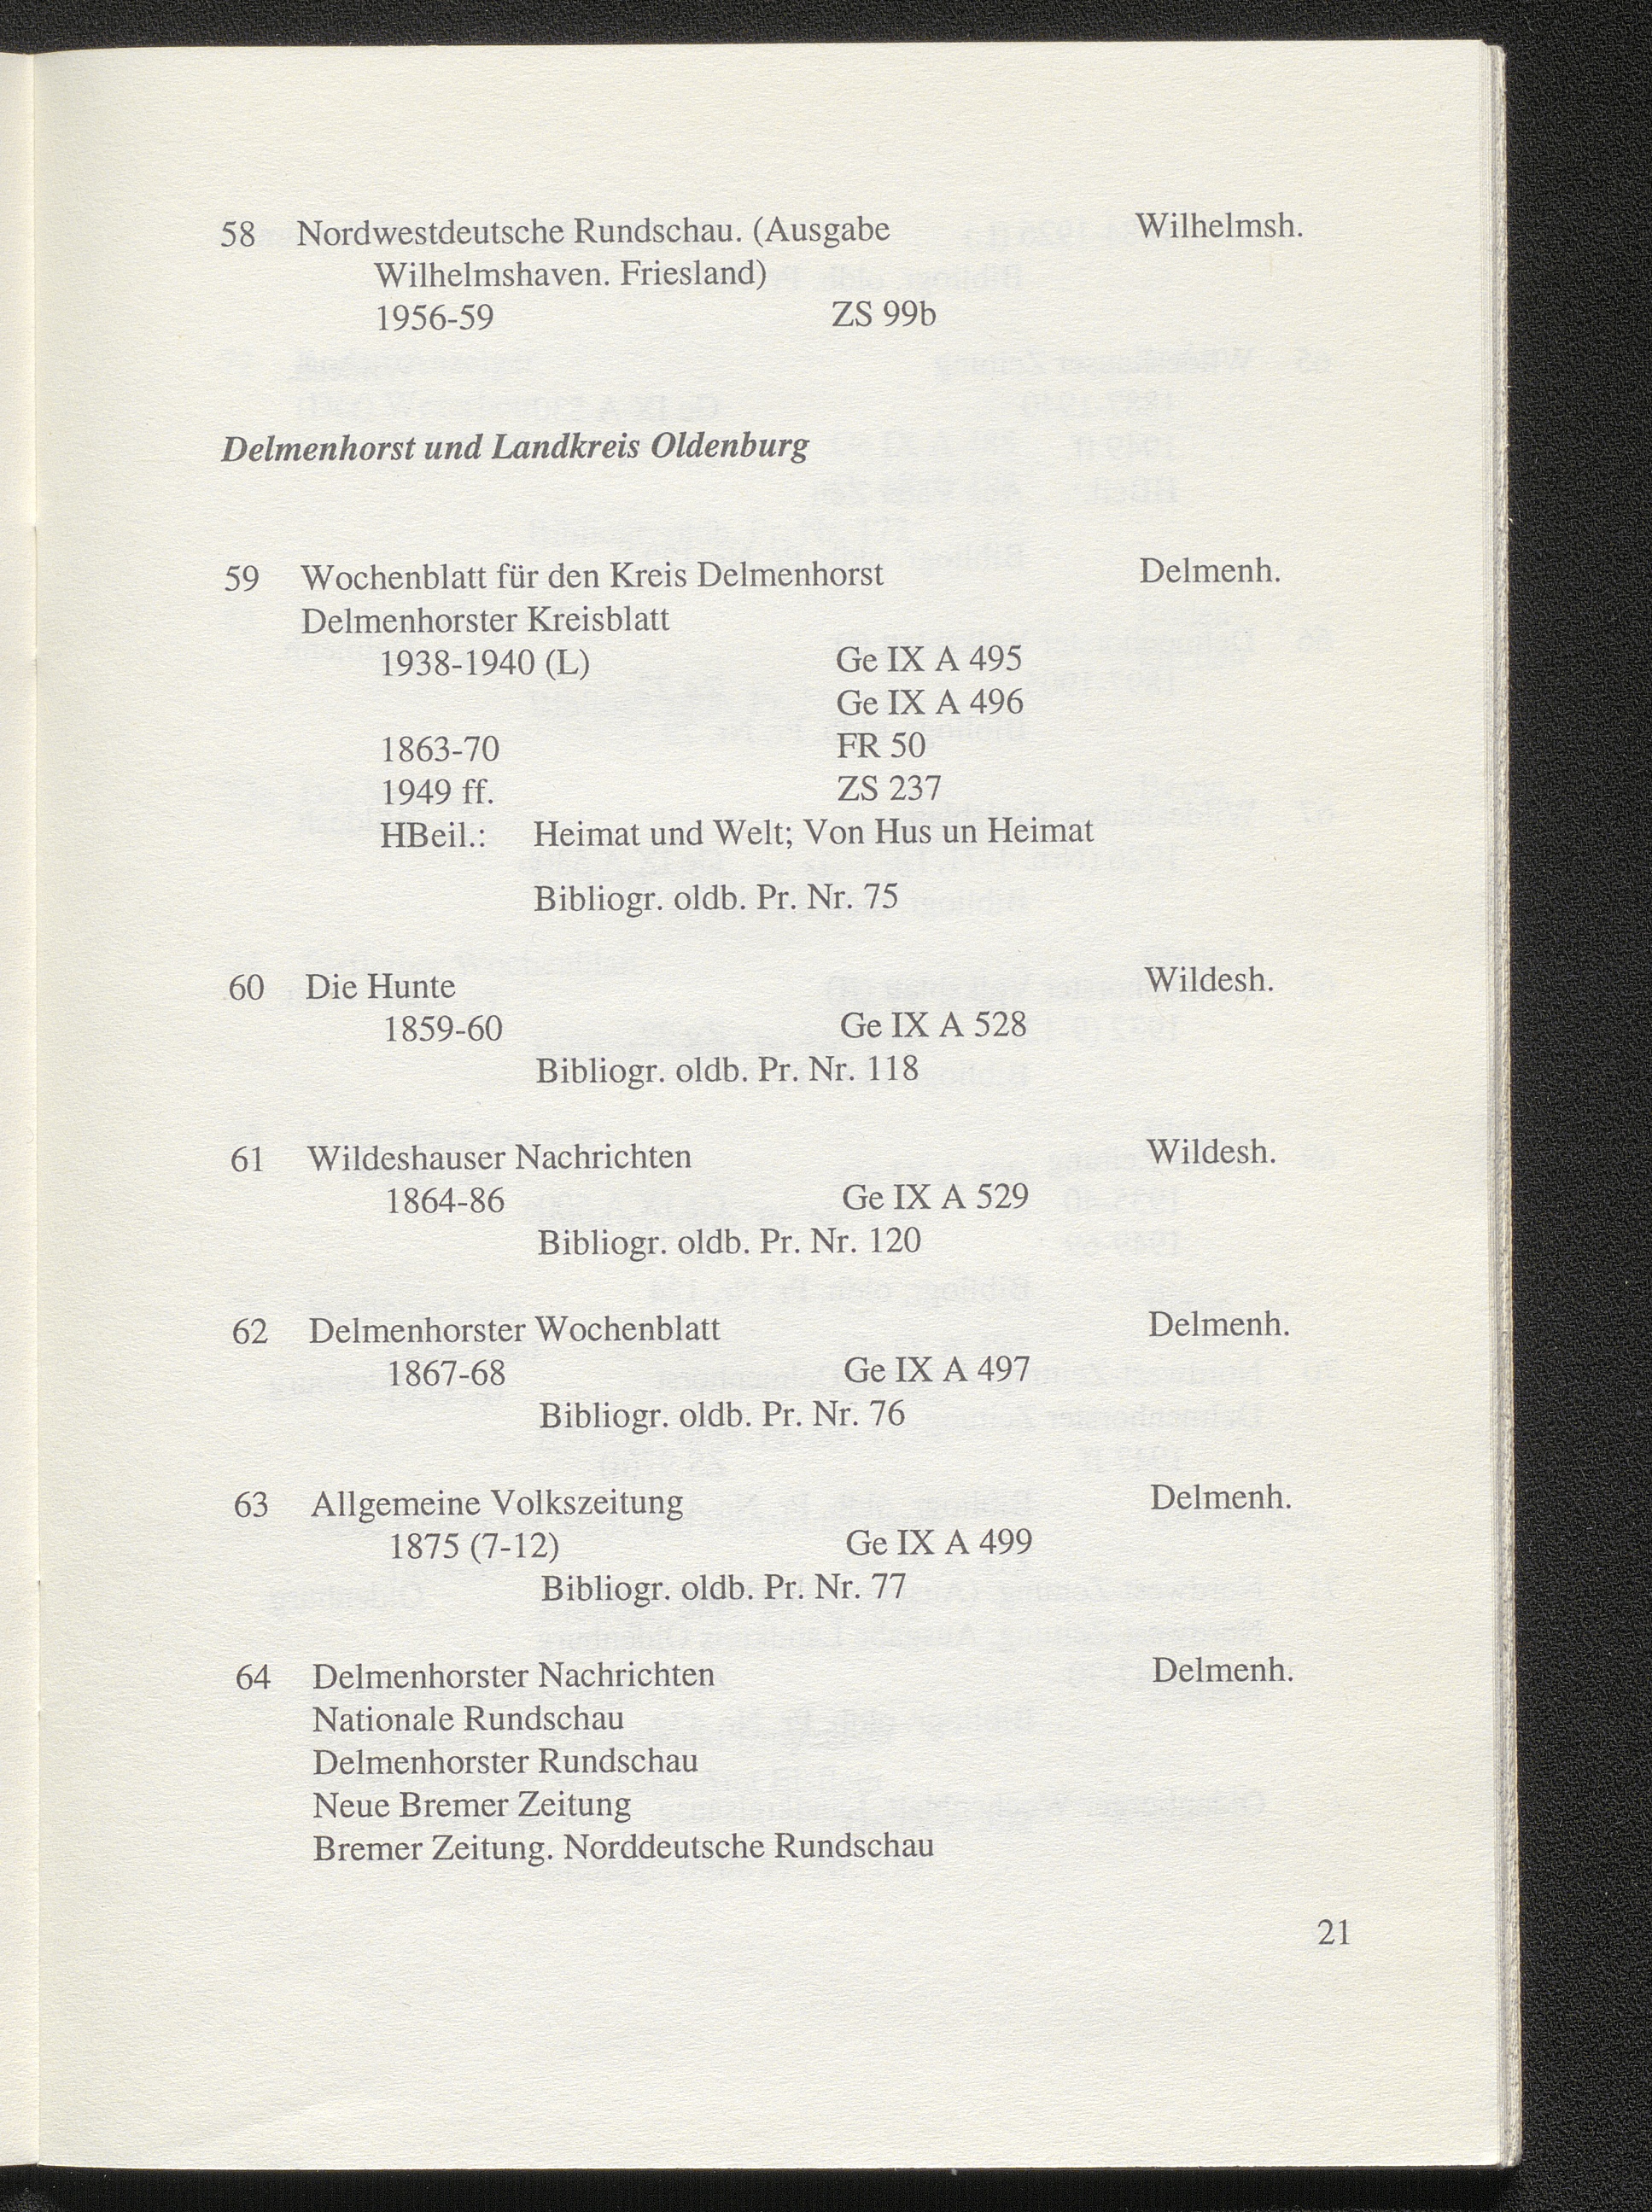 58 Nordwestdeutsche Rundschau. (Ausgabe Wilhelmsh.
Wilhelmshaven. Friesland)
1956-59 ZS 99b
Delmenhorst und Landkreis Oldenburg
59 Wochenblatt für den Kreis Delmenhorst Delmenh.
Delmenhorster Kreisblatt
1938-1940 (L) Ge IX A 495
Ge IX A 496
1863-70 FR 50
1949 ff. ZS 237
HBeil.: Heimat und Welt; Von Hus un Heimat
Bibliogr. oldb. Pr. Nr. 75
60 Die Hunte Wildesh.
1859-60 Ge IX A 528
Bibliogr. oldb. Pr. Nr. 118
61 Wildeshauser Nachrichten Wildesh.
1864-86 Ge IX A 529
Bibliogr. oldb. Pr. Nr. 120
62 Delmenhorster Wochenblatt Delmenh.
1867-68 Ge IX A 497
Bibliogr. oldb. Pr. Nr. 76
63 Allgemeine Volkszeitung Delmenh.
1875 (7-12) Ge IX A 499
Bibliogr. oldb. Pr. Nr. 77
64 Delmenhorster Nachrichten Delmenh.
Nationale Rundschau
Delmenhorster Rundschau
Neue Bremer Zeitung
Bremer Zeitung. Norddeutsche Rundschau
21